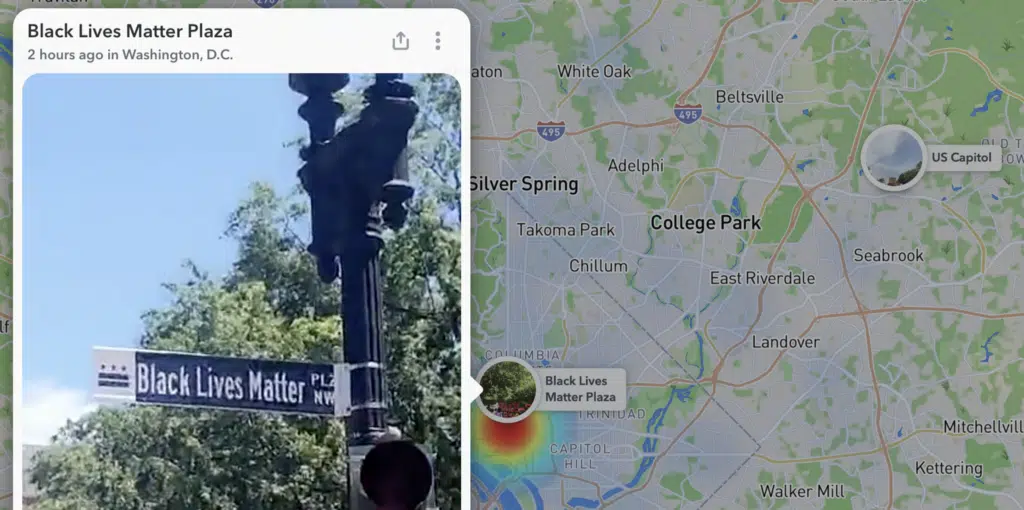 Black Lives Matter Plaza
2 hours ago in Washington, D.C.
Black Lives Matter PLZ
NW
495
495
White Oak
Beltsville
Adelphi
US Capitol
Silver Spring
College Park
Takoma Park
Chillum
East Riverdale
Seabrook
Landover
COLUMBIA
Black Lives
Matter Plaza
TRINIDAD
CAPITOL
HILL
Mitchellvill
Kettering
Walker Mill